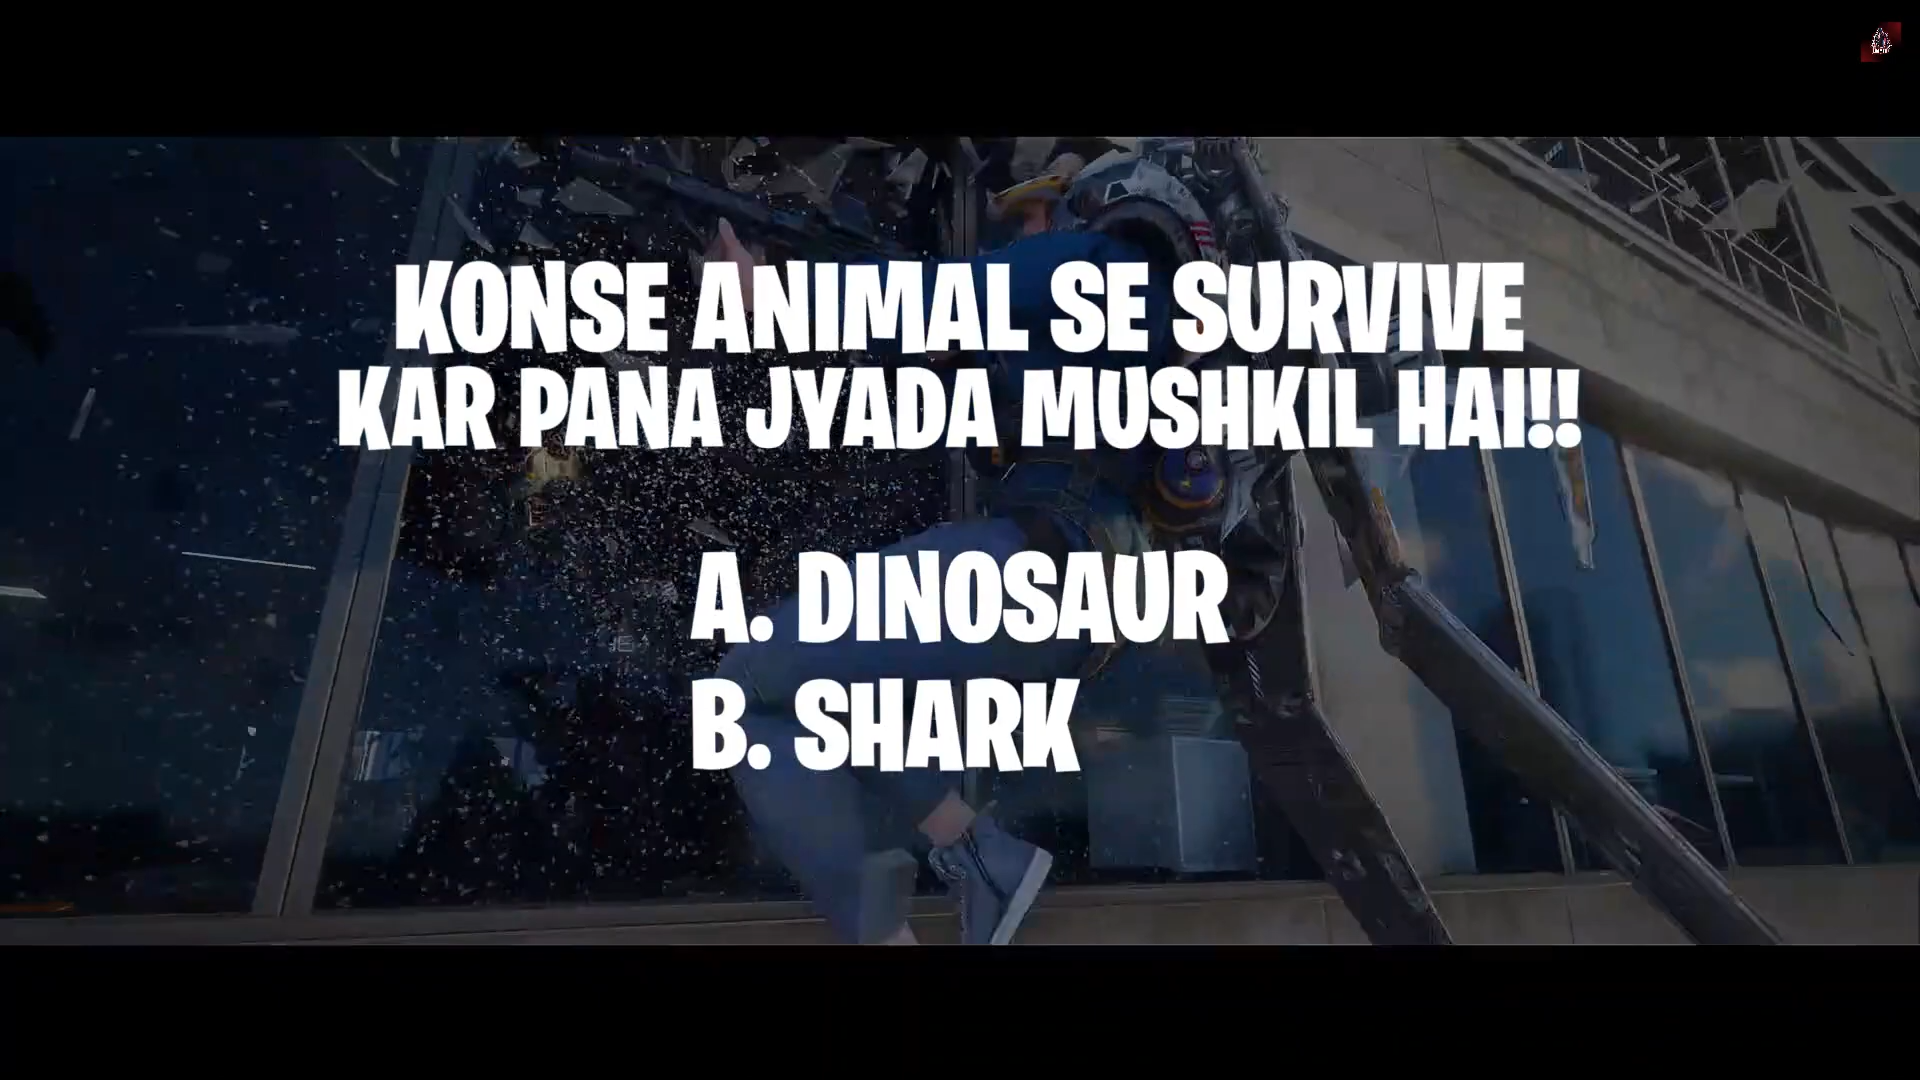 KONSE ANIMAL SE SURVIVE
KAR PANA JYADA MUSHKIL HAI!!
A. DINOSAUR
B. SHARK